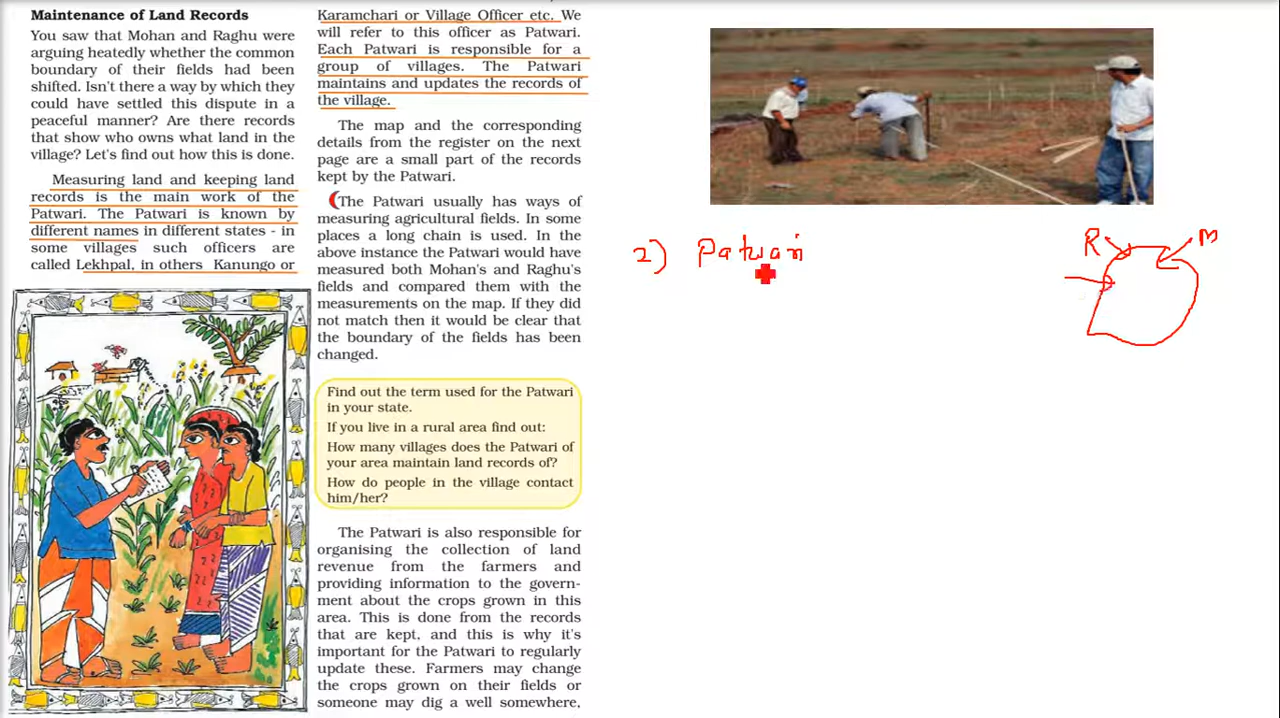 Maintenance of Land Records
You saw that Mohan and Raghu were
arguing heatedly whether the common
boundary of their fields had been
shifted. Isn't there a way by which they
could have settled this dispute in a
peaceful manner? Are there records
that show who owns what land in the
village? Let's find out how this is done.
Measuring land and keeping land
records is the main work of the
Patwari. The Patwari is known by
different names in different states - in
some villages such officers are
called Lekhpal, in others Kanungo or
Karamchari or Village Officer etc. We
will refer to this officer as Patwari.
Each Patwari is responsible for a
group of villages. The Patwari
maintains and updates the records of
the village.
The map and the corresponding
details from the register on the next
page are a small part of the records
kept by the Patwari.
The Patwari usually has ways of
measuring agricultural fields. In some
places a long chain is used. In the
above instance the Patwari would have
measured both Mohan's and Raghu's
fields and compared them with the
measurements on the map. If they did
not match then it would be clear that
the boundary of the fields has been
changed.
Find out the term used for the Patwari
in your state.
If you live in a rural area find out:
How many villages does the Patwari of
your area maintain land records of?
How do people in the village contact
him/her?
The Patwari is also responsible for
organising the collection of land
revenue from the farmers and
providing information to the govern-
ment about the crops grown in this
area. This is done from the records
that are kept, and this is why it's
important for the Patwari to regularly
update these. Farmers may change
the crops grown on their fields or
someone may dig a well somewhere,
2) Patwari
R M